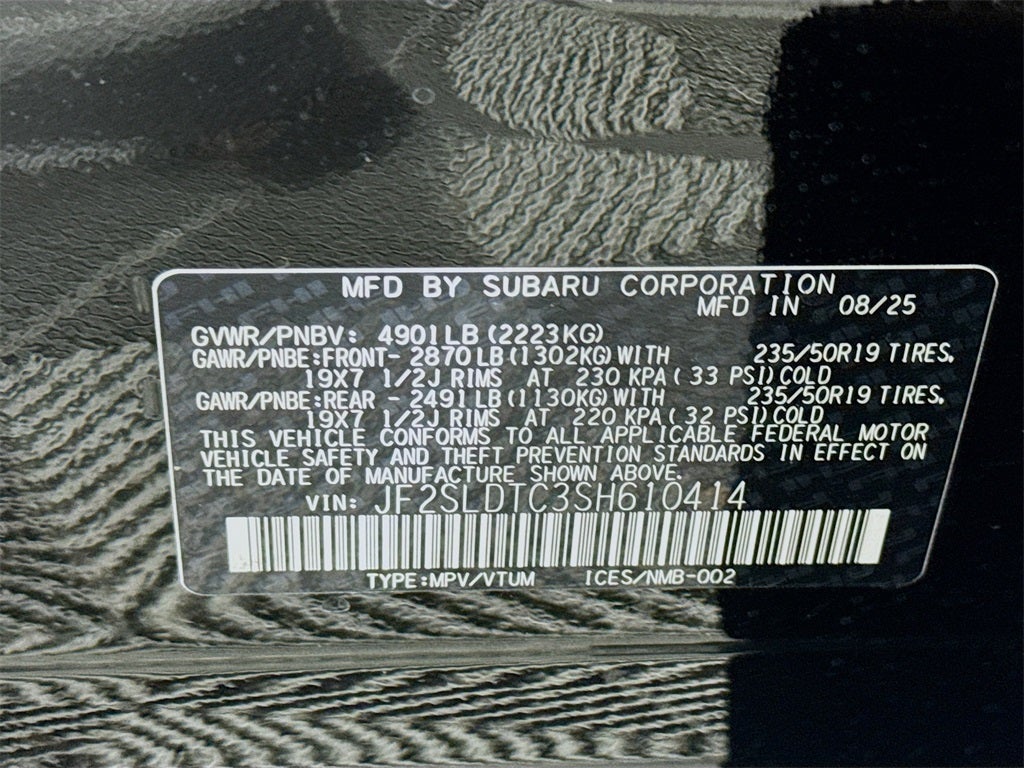 MFD BY SUBARU CORPORATION
MFD IN 08/25
GVWR/PNBV: 4901LB(2223KG)
GAWR/PNBE:FRONT- 2870LB(1302KG)WITH 235/50R19 TIRES,
19X7 1/2J RIMS AT 230 KPA(33 PSI)COLD
GAWR/PNBE:REAR - 2491LB(1130KG)WITH 235/50R19 TIRES,
19X7 1/2J RIMS AT 220 KPA(32 PSI)COLD
THIS VEHICLE CONFORMS TO ALL APPLICABLE FEDERAL MOTOR
VEHICLE SAFETY AND THEFT PREVENTION STANDARDS IN EFFECT ON
THE DATE OF MANUFACTURE SHOWN ABOVE.
VIN: JF2SLDTC3SH610414
TYPE:MPV/VTUM ICES/NMB-002